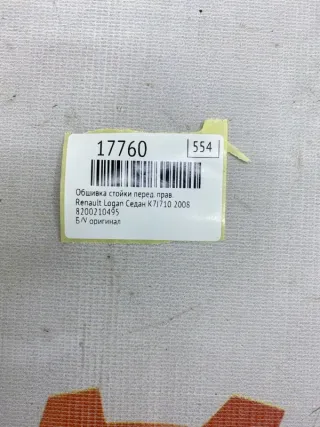 17760 554
Обшивка стойки перед. прав.
Renault Logan Седан K7J710 2008
8200210495
Б/У оригинал